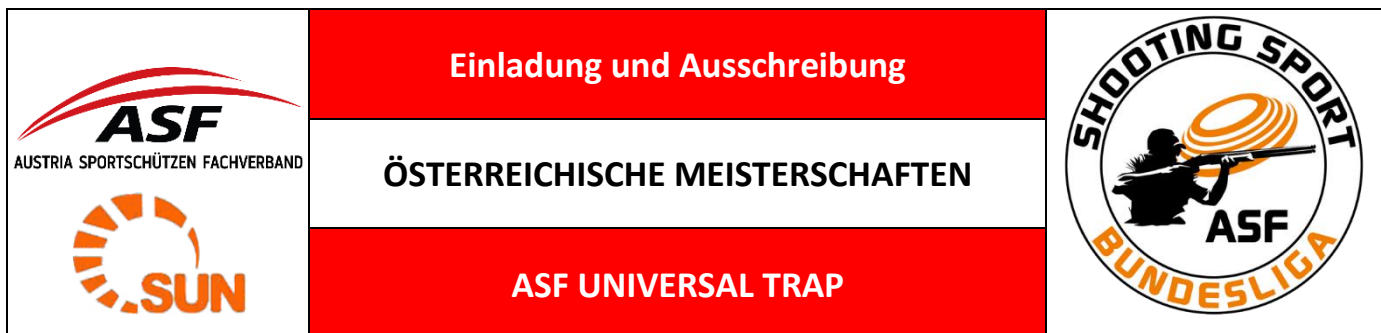 ASF
AUSTRIA SPORTSCHÜTZEN FACHVERBAND
SUN
Einladung und Ausschreibung
ÖSTERREICHISCHE MEISTERSCHAFTEN
ASF UNIVERSAL TRAP
SHOOTING SPORT
ASF
BUNDESLIGA